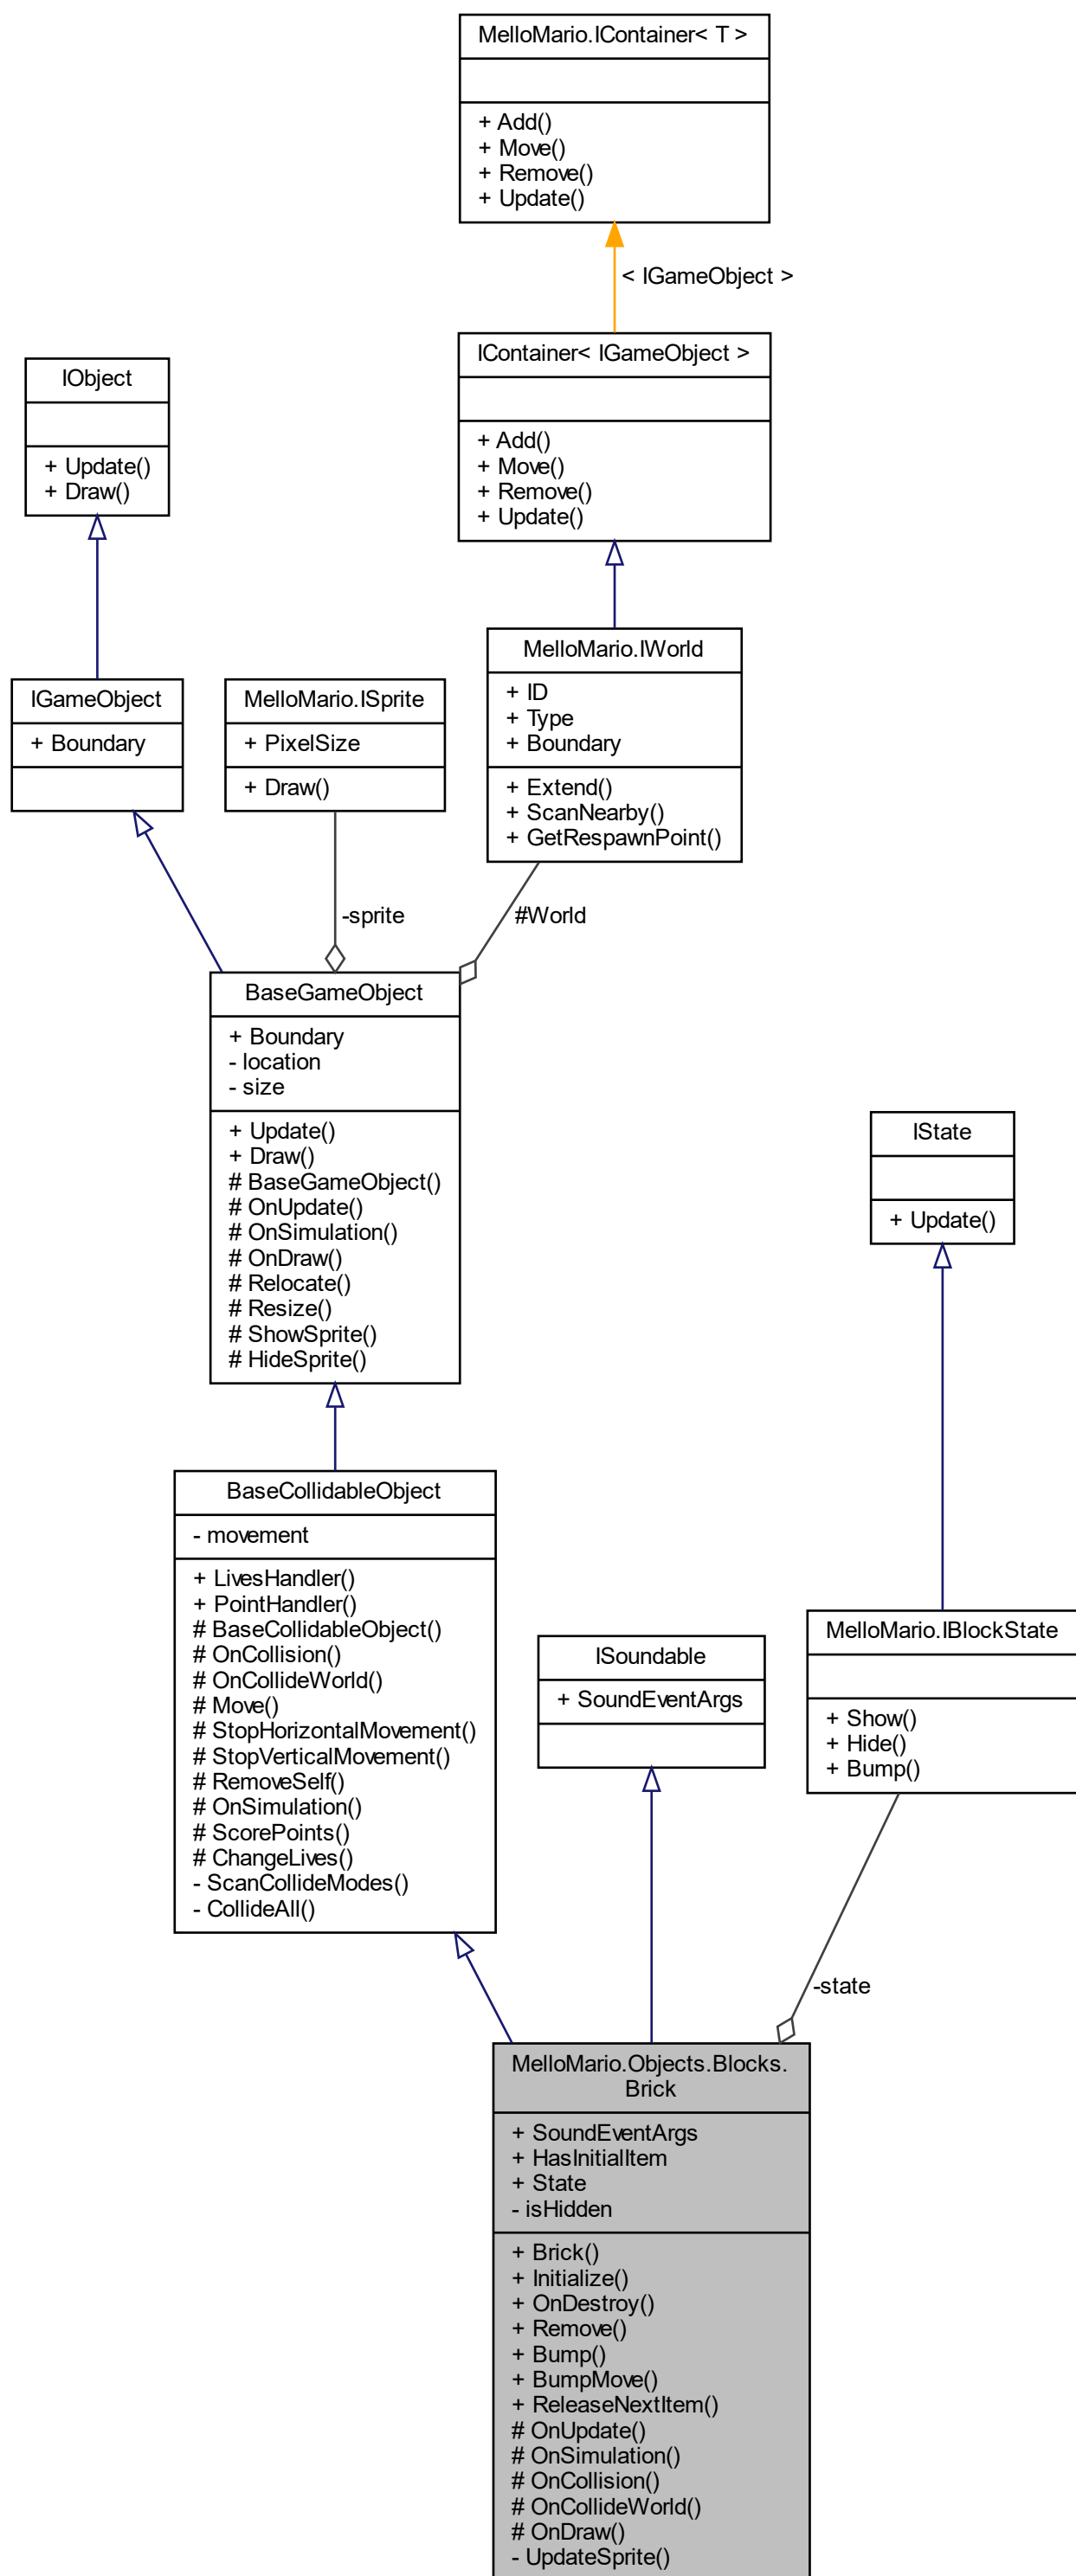 MelloMario.IContainer< T >
+ Add()
+ Move()
+ Remove()
+ Update()
< IGameObject >
IContainer< IGameObject >
+ Add()
+ Move()
+ Remove()
+ Update()
IObject
+ Update()
+ Draw()
MelloMario.IWorld
+ ID
+ Type
+ Boundary
+ Extend()
+ ScanNearby()
+ GetRespawnPoint()
IGameObject
+ Boundary
MelloMario.ISprite
+ PixelSize
+ Draw()
-sprite
#World
BaseGameObject
+ Boundary
- location
- size
+ Update()
+ Draw()
# BaseGameObject()
# OnUpdate()
# OnSimulation()
# OnDraw()
# Relocate()
# Resize()
# ShowSprite()
# HideSprite()
IState
+ Update()
BaseCollidableObject
- movement
+ LivesHandler()
+ PointHandler()
# BaseCollidableObject()
# OnCollision()
# OnCollideWorld()
# Move()
# StopHorizontalMovement()
# StopVerticalMovement()
# RemoveSelf()
# OnSimulation()
# ScorePoints()
# ChangeLives()
- ScanCollideModes()
- CollideAll()
ISoundable
+ SoundEventArgs
MelloMario.IBlockState
+ Show()
+ Hide()
+ Bump()
-state
MelloMario.Objects.Blocks.
Brick
+ SoundEventArgs
+ HasInitialItem
+ State
- isHidden
+ Brick()
+ Initialize()
+ OnDestroy()
+ Remove()
+ Bump()
+ BumpMove()
+ ReleaseNextItem()
# OnUpdate()
# OnSimulation()
# OnCollision()
# OnCollideWorld()
# OnDraw()
- UpdateSprite()